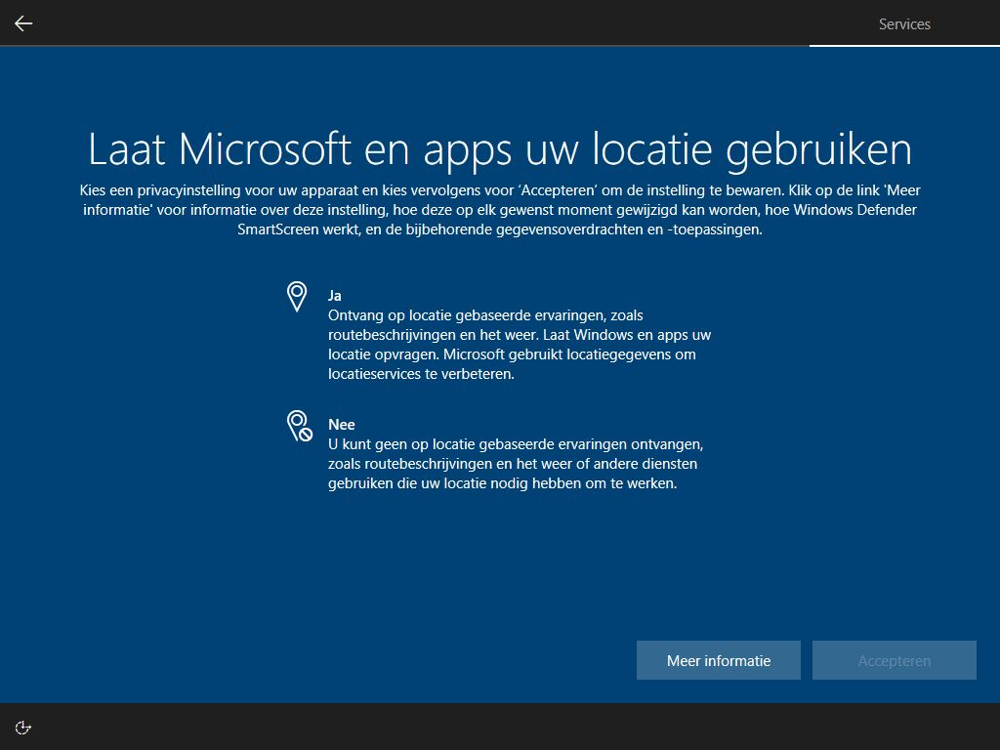 Services
Laat Microsoft en apps uw locatie gebruiken
Kies een privacyinstelling voor uw apparaat en kies vervolgens voor ‘Accepteren’ om de instelling te bewaren. Klik op de link 'Meer
informatie' voor informatie over deze instelling, hoe deze op elk gewenst moment gewijzigd kan worden, hoe Windows Defender
SmartScreen werkt, en de bijbehorende gegevensoverdrachten en -toepassingen.
Ja
Ontvang op locatie gebaseerde ervaringen, zoals
routebeschrijvingen en het weer. Laat Windows en apps uw
locatie opvragen. Microsoft gebruikt locatiegegevens om
locatieservices te verbeteren.
Nee
U kunt geen op locatie gebaseerde ervaringen ontvangen,
zoals routebeschrijvingen en het weer of andere diensten
gebruiken die uw locatie nodig hebben om te werken.
Meer informatie
Accepteren